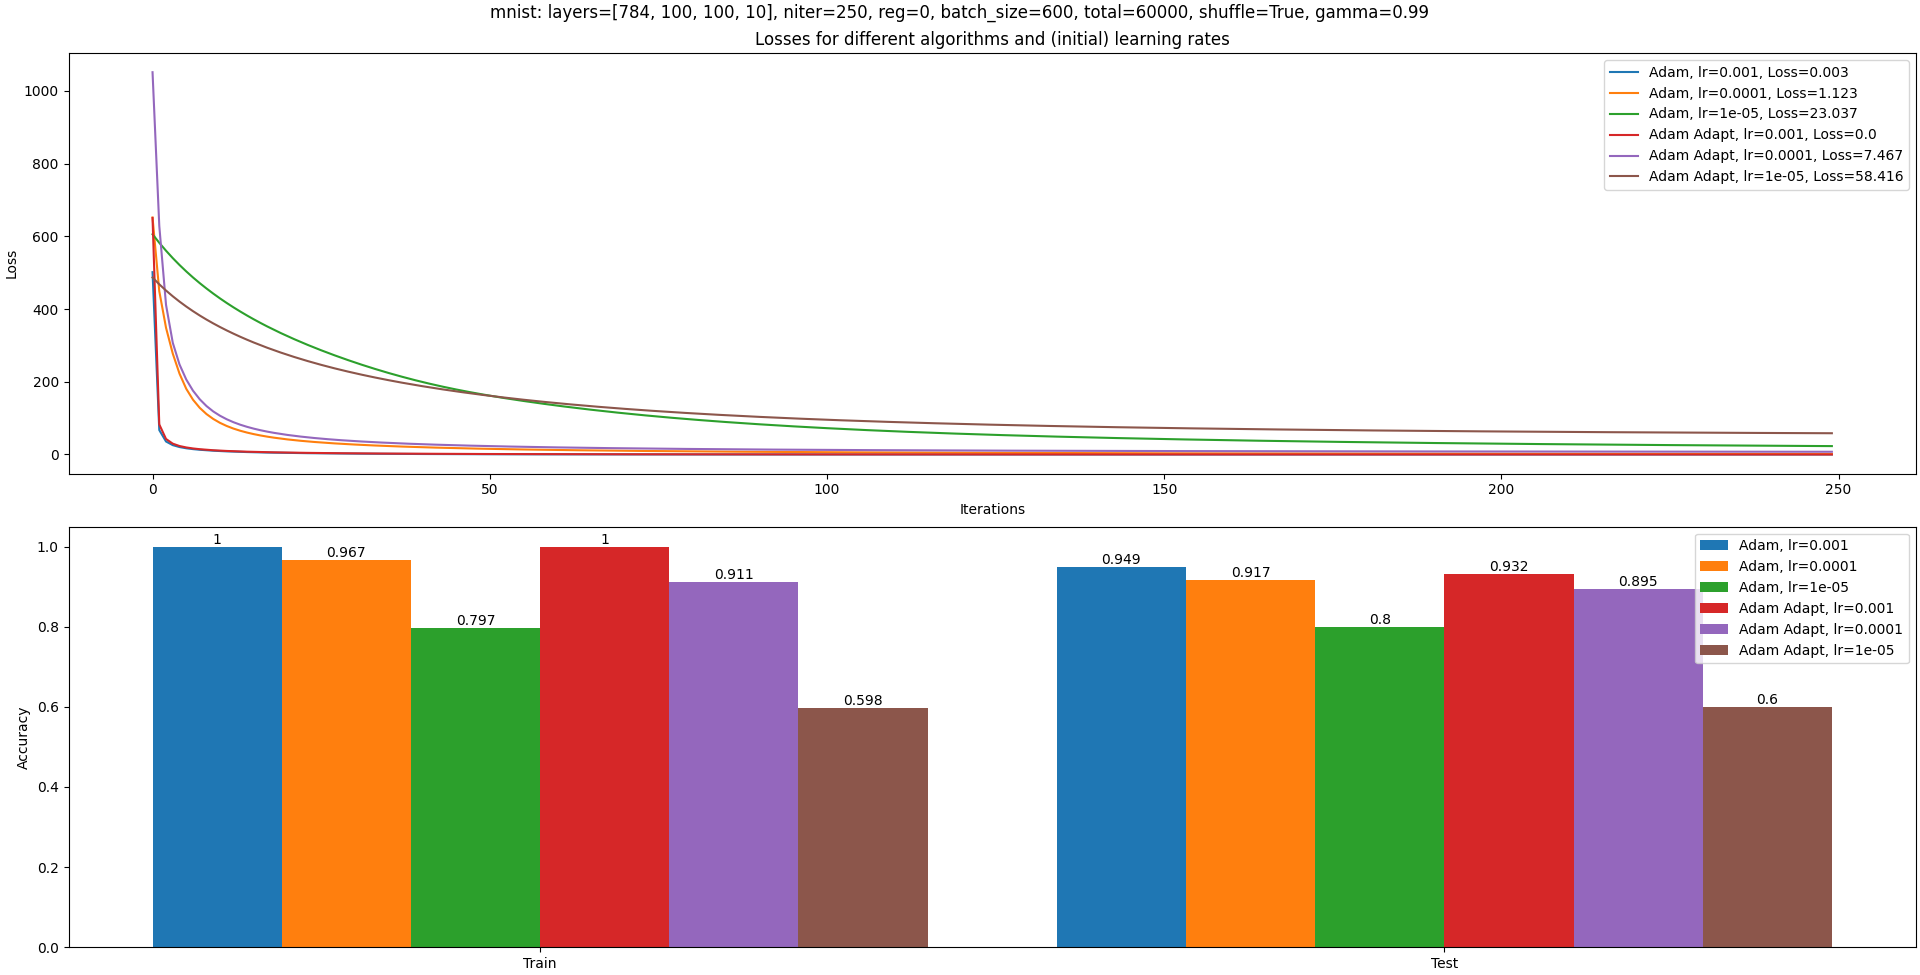 mnist: layers=[784, 100, 100, 10], niter=250, reg=0, batch_size=600, total=60000, shuffle=True, gamma=0.99
Losses for different algorithms and (initial) learning rates
Loss
1000
800
600
400
200
0
Adam, lr=0.001, Loss=0.003
Adam, lr=0.0001, Loss=1.123
Adam, lr=1e-05, Loss=23.037
Adam Adapt, lr=0.001, Loss=0.0
Adam Adapt, lr=0.0001, Loss=7.467
Adam Adapt, lr=1e-05, Loss=58.416
0 50 100 150 200 250
Iterations
Accuracy
1.0
0.8
0.6
0.4
0.2
0.0
1 0.967 0.797 1 0.911 0.598
0.949 0.917 0.8 0.932 0.895 0.6
Adam, lr=0.001
Adam, lr=0.0001
Adam, lr=1e-05
Adam Adapt, lr=0.001
Adam Adapt, lr=0.0001
Adam Adapt, lr=1e-05
Train Test